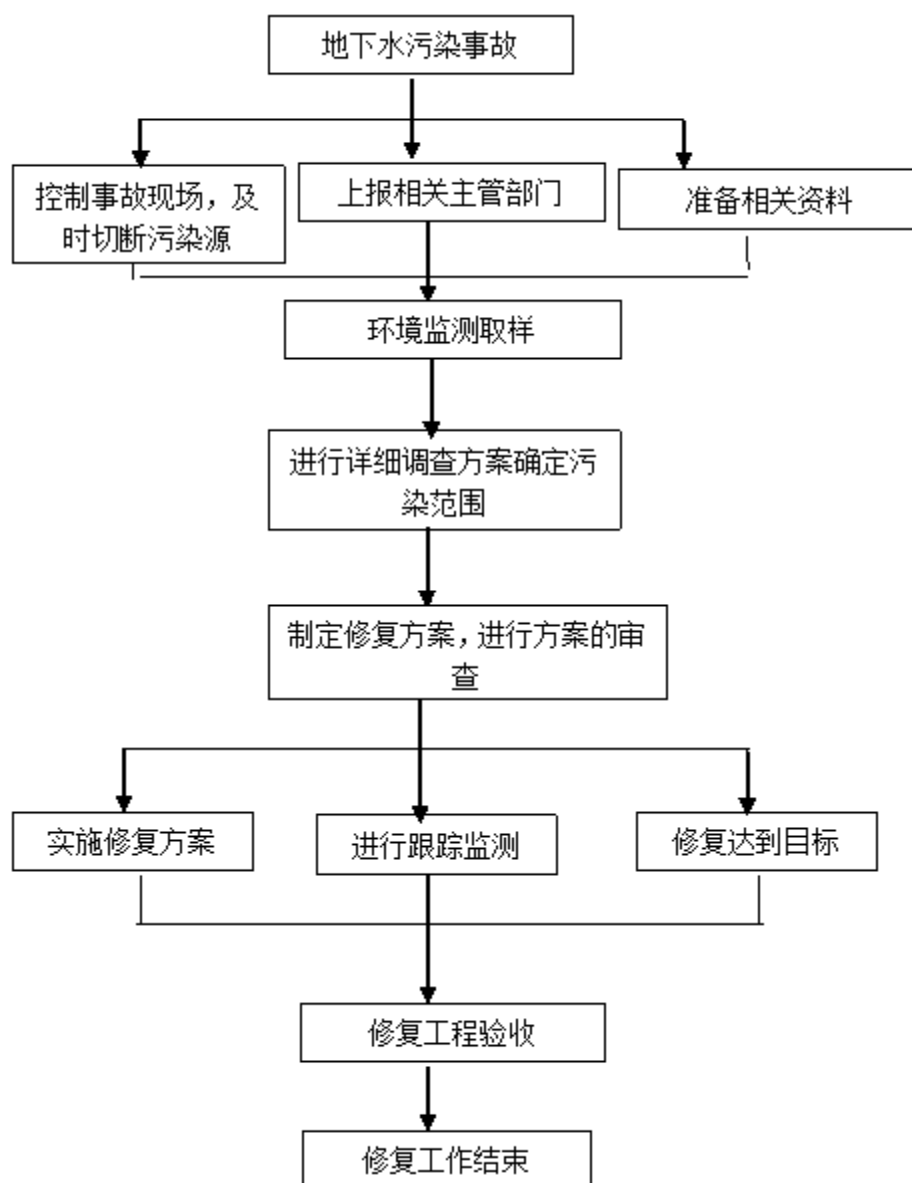 地下水污染事故
控制事故现场，及
时切断污染源
上报相关主管部门
准备相关资料
环境监测取样
进行详细调查方案确定污
染范围
制定修复方案，进行方案的审
查
实施修复方案
进行跟踪监测
修复达到目标
修复工程验收
修复工作结束